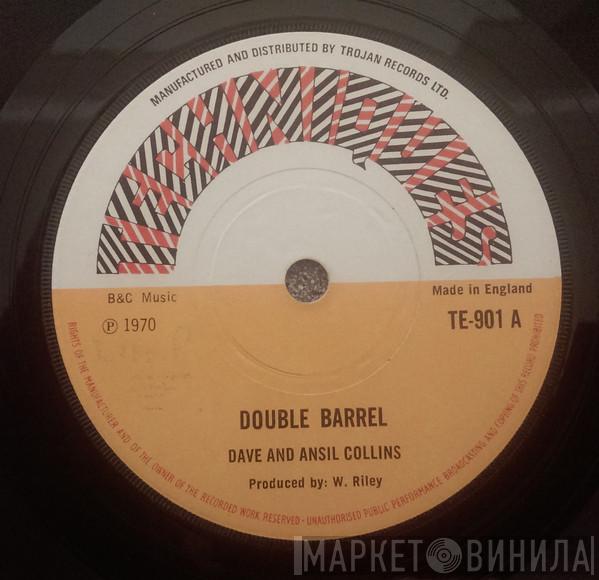 MANUFACTURED AND DISTRIBUTED BY TROJAN RECORDS LTD.
TECHNIQUES
B&C Music
Made in England
℗ 1970
TE-901 A
DOUBLE BARREL
DAVE AND ANSIL COLLINS
Produced by: W. Riley
RIGHTS OF THE MANUFACTURER AND OF THE OWNER OF THE RECORDED WORK RESERVED - UNAUTHORISED PUBLIC PERFORMANCE BROADCASTING AND COPYING OF THIS RECORD PROHIBITED
МАРКЕТ ВИНИЛА